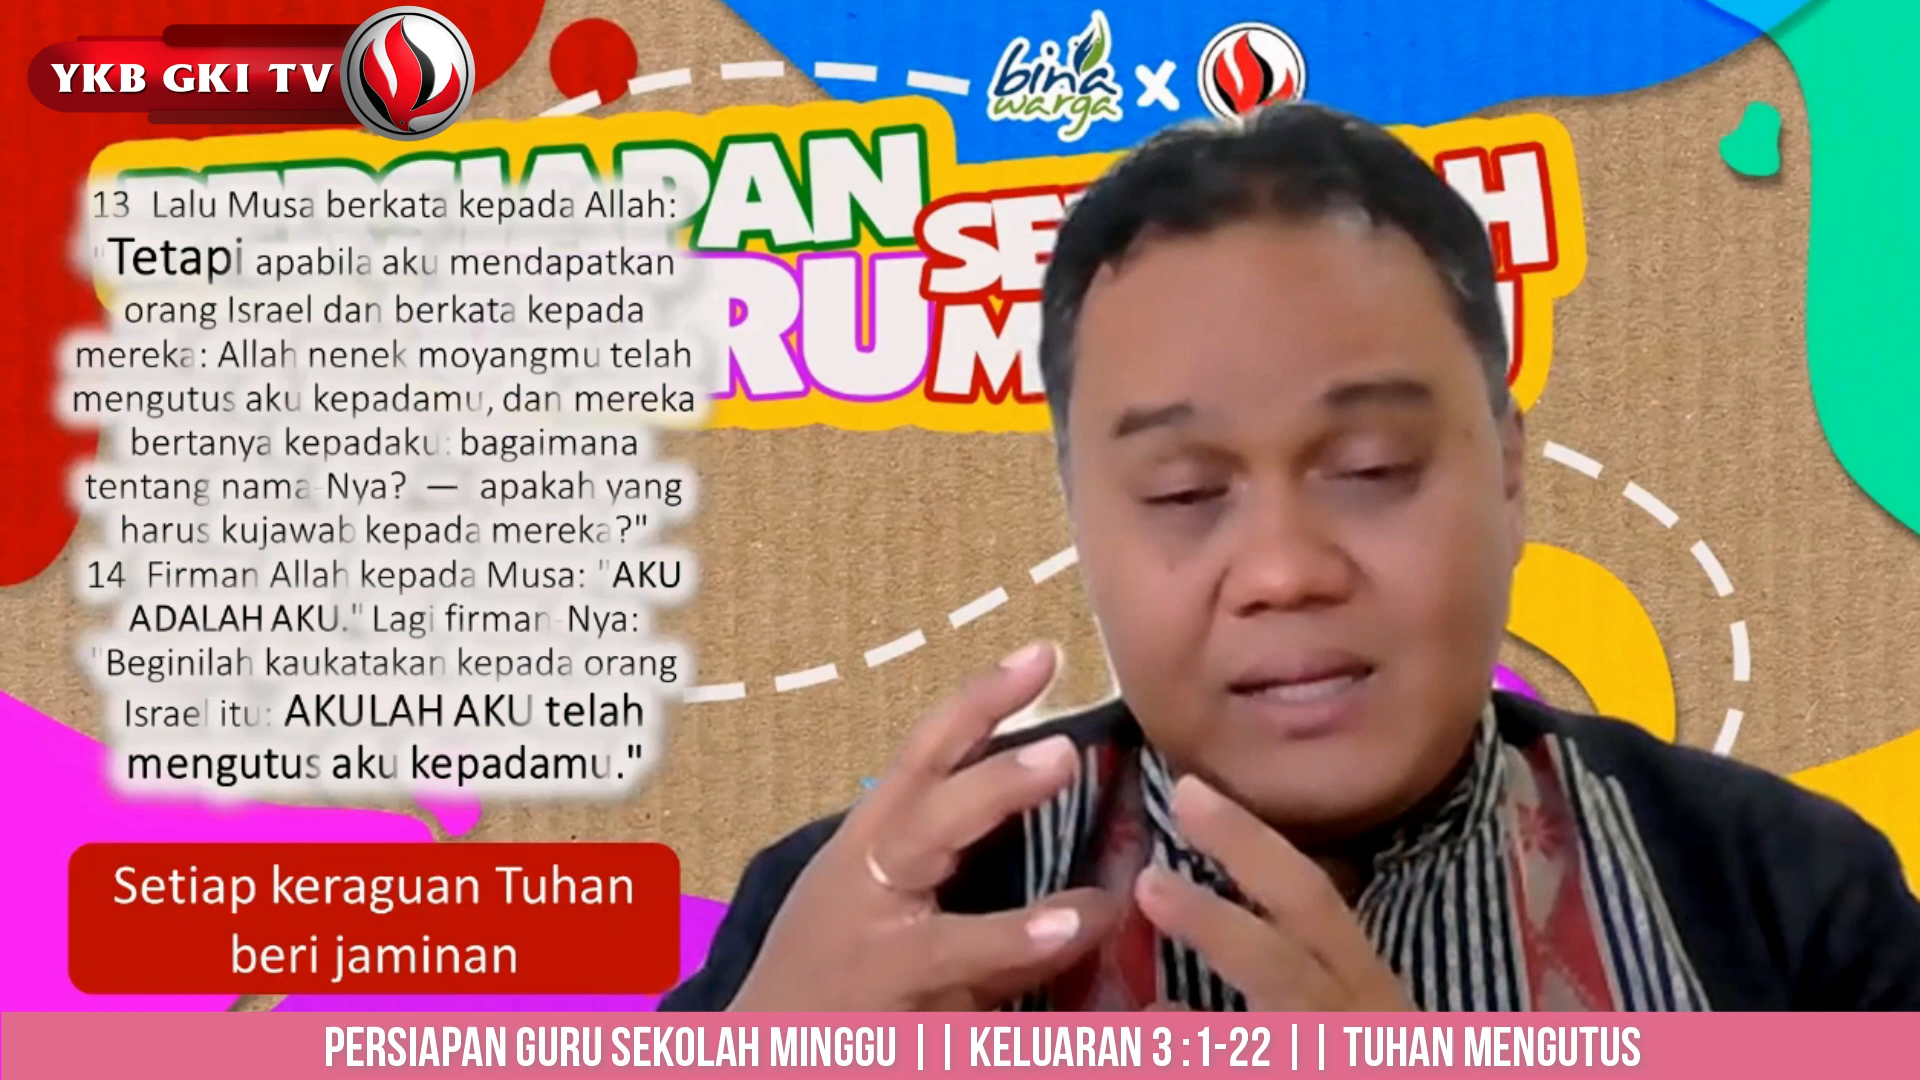 YKB GKI TV
bina
warga
x
13 Lalu Musa berkata kepada Allah:
"Tetapi apabila aku mendapatkan
orang Israel dan berkata kepada
mereka: Allah nenek moyangmu telah
mengutus aku kepadamu, dan mereka
bertanya kepadaku: bagaimana
tentang nama-Nya? — apakah yang
harus kujawab kepada mereka?"
14 Firman Allah kepada Musa: "AKU
ADALAH AKU." Lagi firman-Nya:
"Beginilah kaukatakan kepada orang
Israel itu: AKULAH AKU telah
mengutus aku kepadamu."
Setiap keraguan Tuhan
beri jaminan
PERSIAPAN GURU SEKOLAH MINGGU || KELUARAN 3 :1-22 || TUHAN MENGUTUS